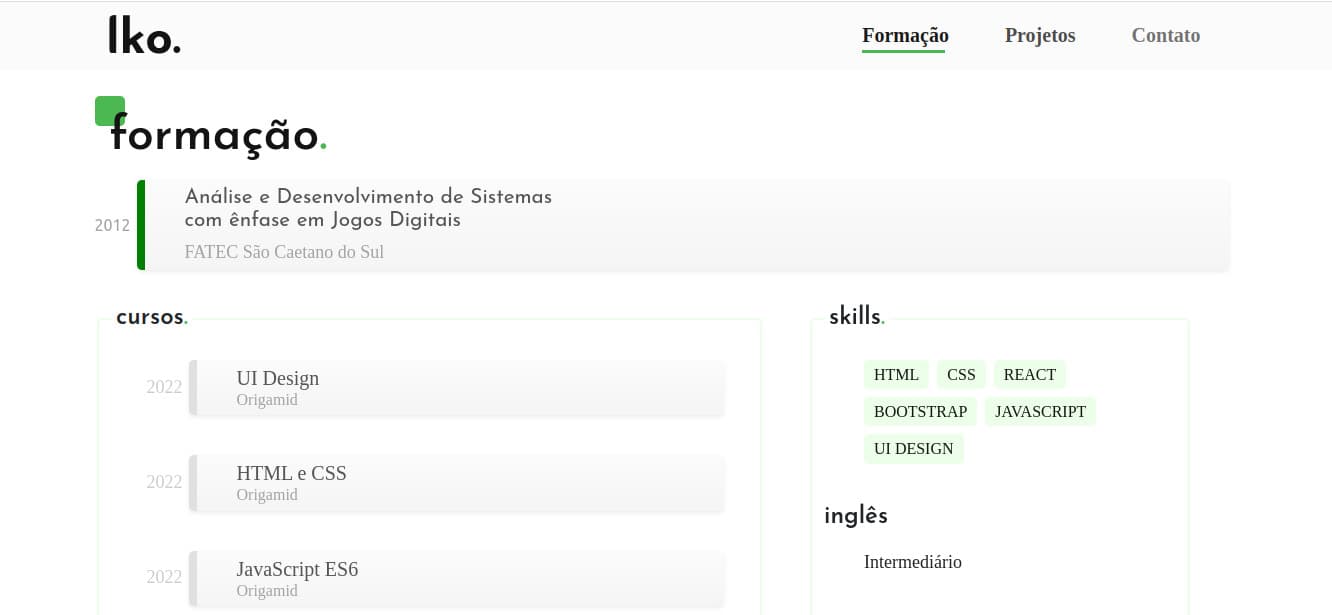 lko.
Formação Projetos Contato
formação.
2012
Análise e Desenvolvimento de Sistemas
com ênfase em Jogos Digitais
FATEC São Caetano do Sul
cursos.
2022
UI Design
Origamid
2022
HTML e CSS
Origamid
2022
JavaScript ES6
Origamid
skills.
HTML CSS REACT
BOOTSTRAP JAVASCRIPT
UI DESIGN
inglês
Intermediário